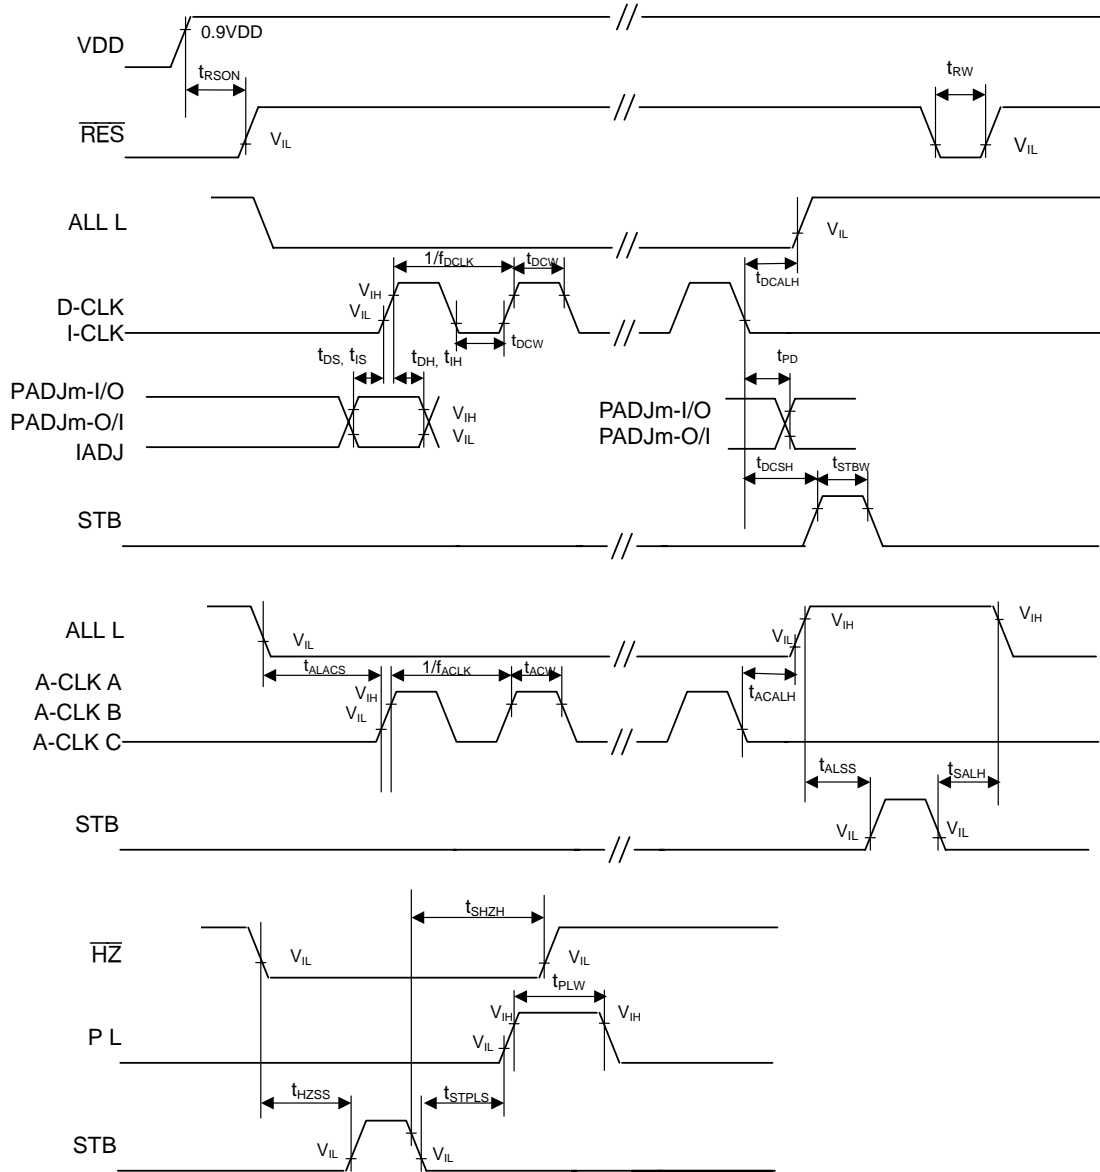 VDD
0.9VDD
tRSON
tRW
RES
VIL
VIL
ALL L
VIL
1/fDCLK
tDCW
tDCALH
D-CLK
VIH
VIL
I-CLK
tDCW
tDS, tIS
tDH, tIH
tPD
PADJm-I/O
PADJm-O/I
IADJ
VIH
VIL
PADJm-I/O
PADJm-O/I
tDCSH
tSTBW
STB
ALL L
VIL
VIL
VIH
VIH
tALACS
1/fACLK
tACW
tACALH
A-CLK A
A-CLK B
A-CLK C
VIH
VIL
tALSS
tSALH
STB
VIL
VIL
tSHZH
HZ
VIL
VIL
tPLW
P L
VIH
VIH
VIL
tHZSS
tSTPLS
STB
VIL
VIL